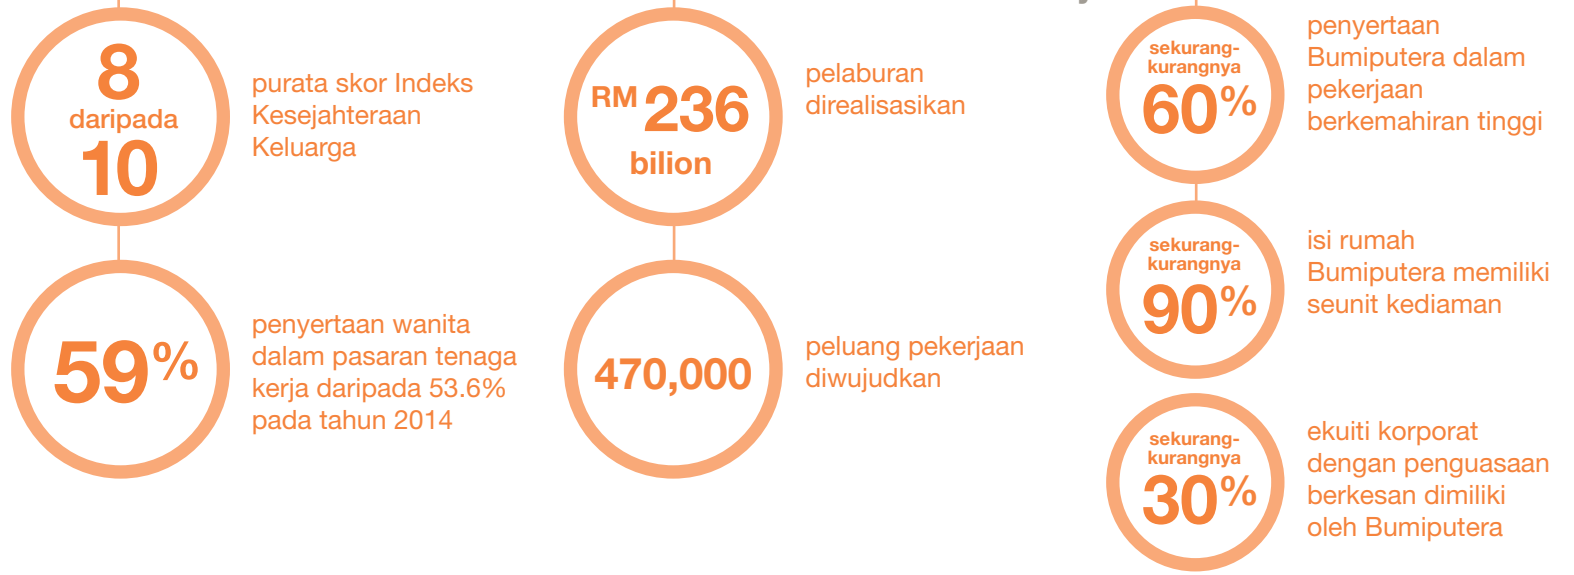 8
daripada
10
purata skor Indeks
Kesejahteraan
Keluarga
59%
penyertaan wanita
dalam pasaran tenaga
kerja daripada 53.6%
pada tahun 2014
RM 236
bilion
pelaburan
direalisasikan
470,000
peluang pekerjaan
diwujudkan
sekurang-
kurangnya
60%
penyertaan
Bumiputera dalam
pekerjaan
berkemahiran tinggi
sekurang-
kurangnya
90%
isi rumah
Bumiputera memiliki
seunit kediaman
sekurang-
kurangnya
30%
ekuiti korporat
dengan penguasaan
berkesan dimiliki
oleh Bumiputera